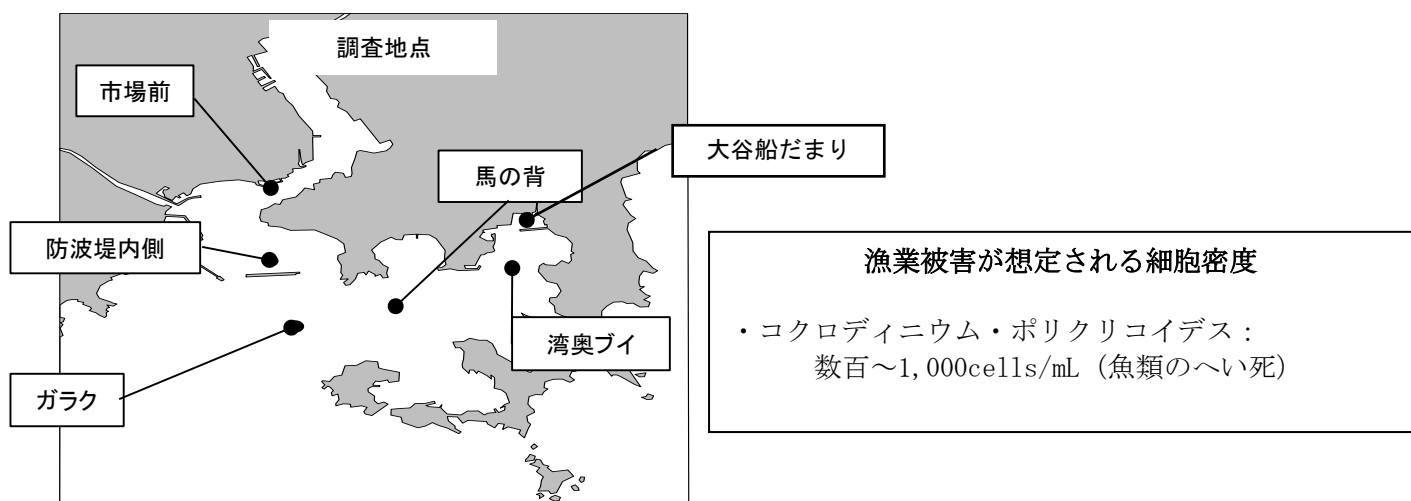 調査地点
市場前
大谷船だまり
馬の背
防波堤内側
湾奥ブイ
ガラク
漁業被害が想定される細胞密度
・コクロディニウム・ポリクリコイデス：
数百～1,000cells/mL（魚類のへい死）